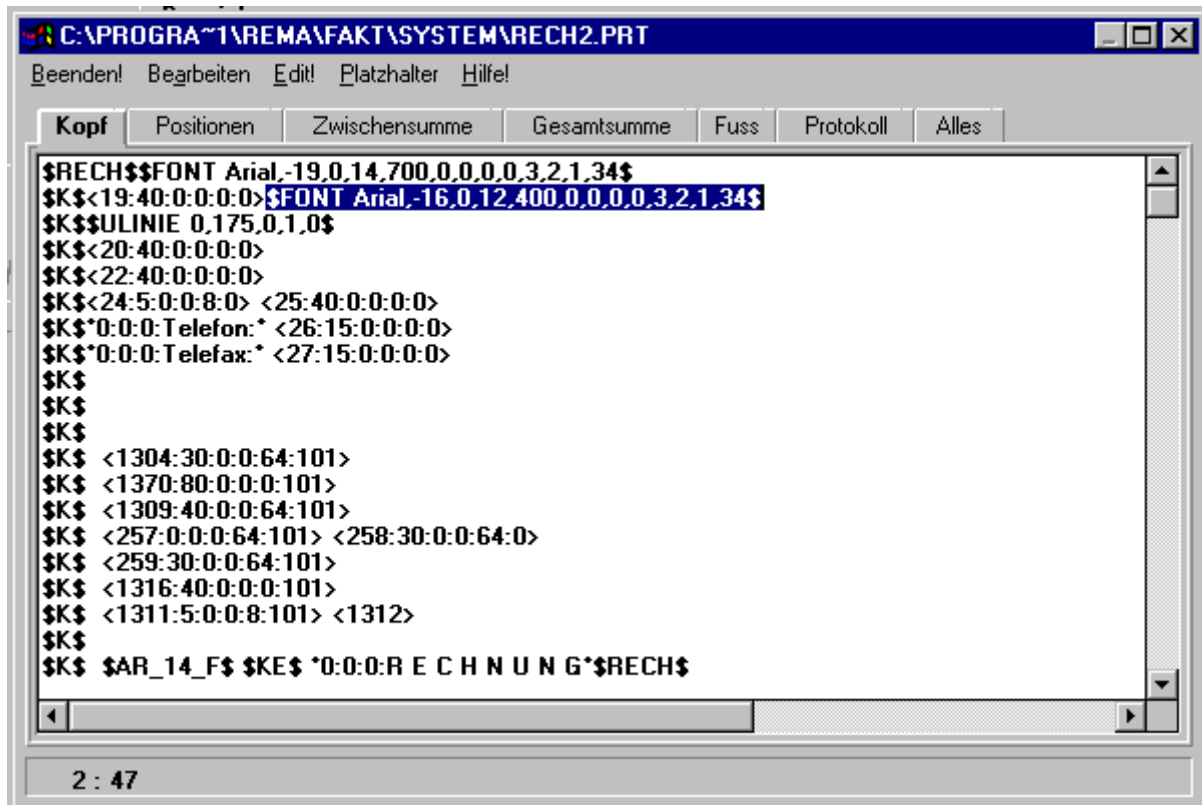 C:\PROGRA~1\REMA\FAKT\SYSTEM\RECH2.PRT
Beenden! Bearbeiten Edit! Platzhalter Hilfe!
Kopf Positionen Zwischensumme Gesamtsumme Fuss Protokoll Alles
$RECH$$FONT Arial,-19,0,14,700,0,0,0,0,3,2,1,34$
$K$<19:40:0:0:0:0>$FONT Arial,-16,0,12,400,0,0,0,0,3,2,1,34$
$K$$ULINIE 0,175,0,1,0$
$K$<20:40:0:0:0:0>
$K$<22:40:0:0:0:0>
$K$<24:5:0:0:8:0> <25:40:0:0:0:0>
$K$*0:0:0:Telefon:* <26:15:0:0:0:0>
$K$*0:0:0:Telefax:* <27:15:0:0:0:0>
$K$
$K$
$K$
$K$ <1304:30:0:0:64:101>
$K$ <1370:80:0:0:0:101>
$K$ <1309:40:0:0:64:101>
$K$ <257:0:0:0:64:101> <258:30:0:0:64:0>
$K$ <259:30:0:0:64:101>
$K$ <1316:40:0:0:0:101>
$K$ <1311:5:0:0:8:101> <1312>
$K$
$K$ $AR_14_F$ $KE$ *0:0:0:R E C H N U N G*$RECH$
2 : 47